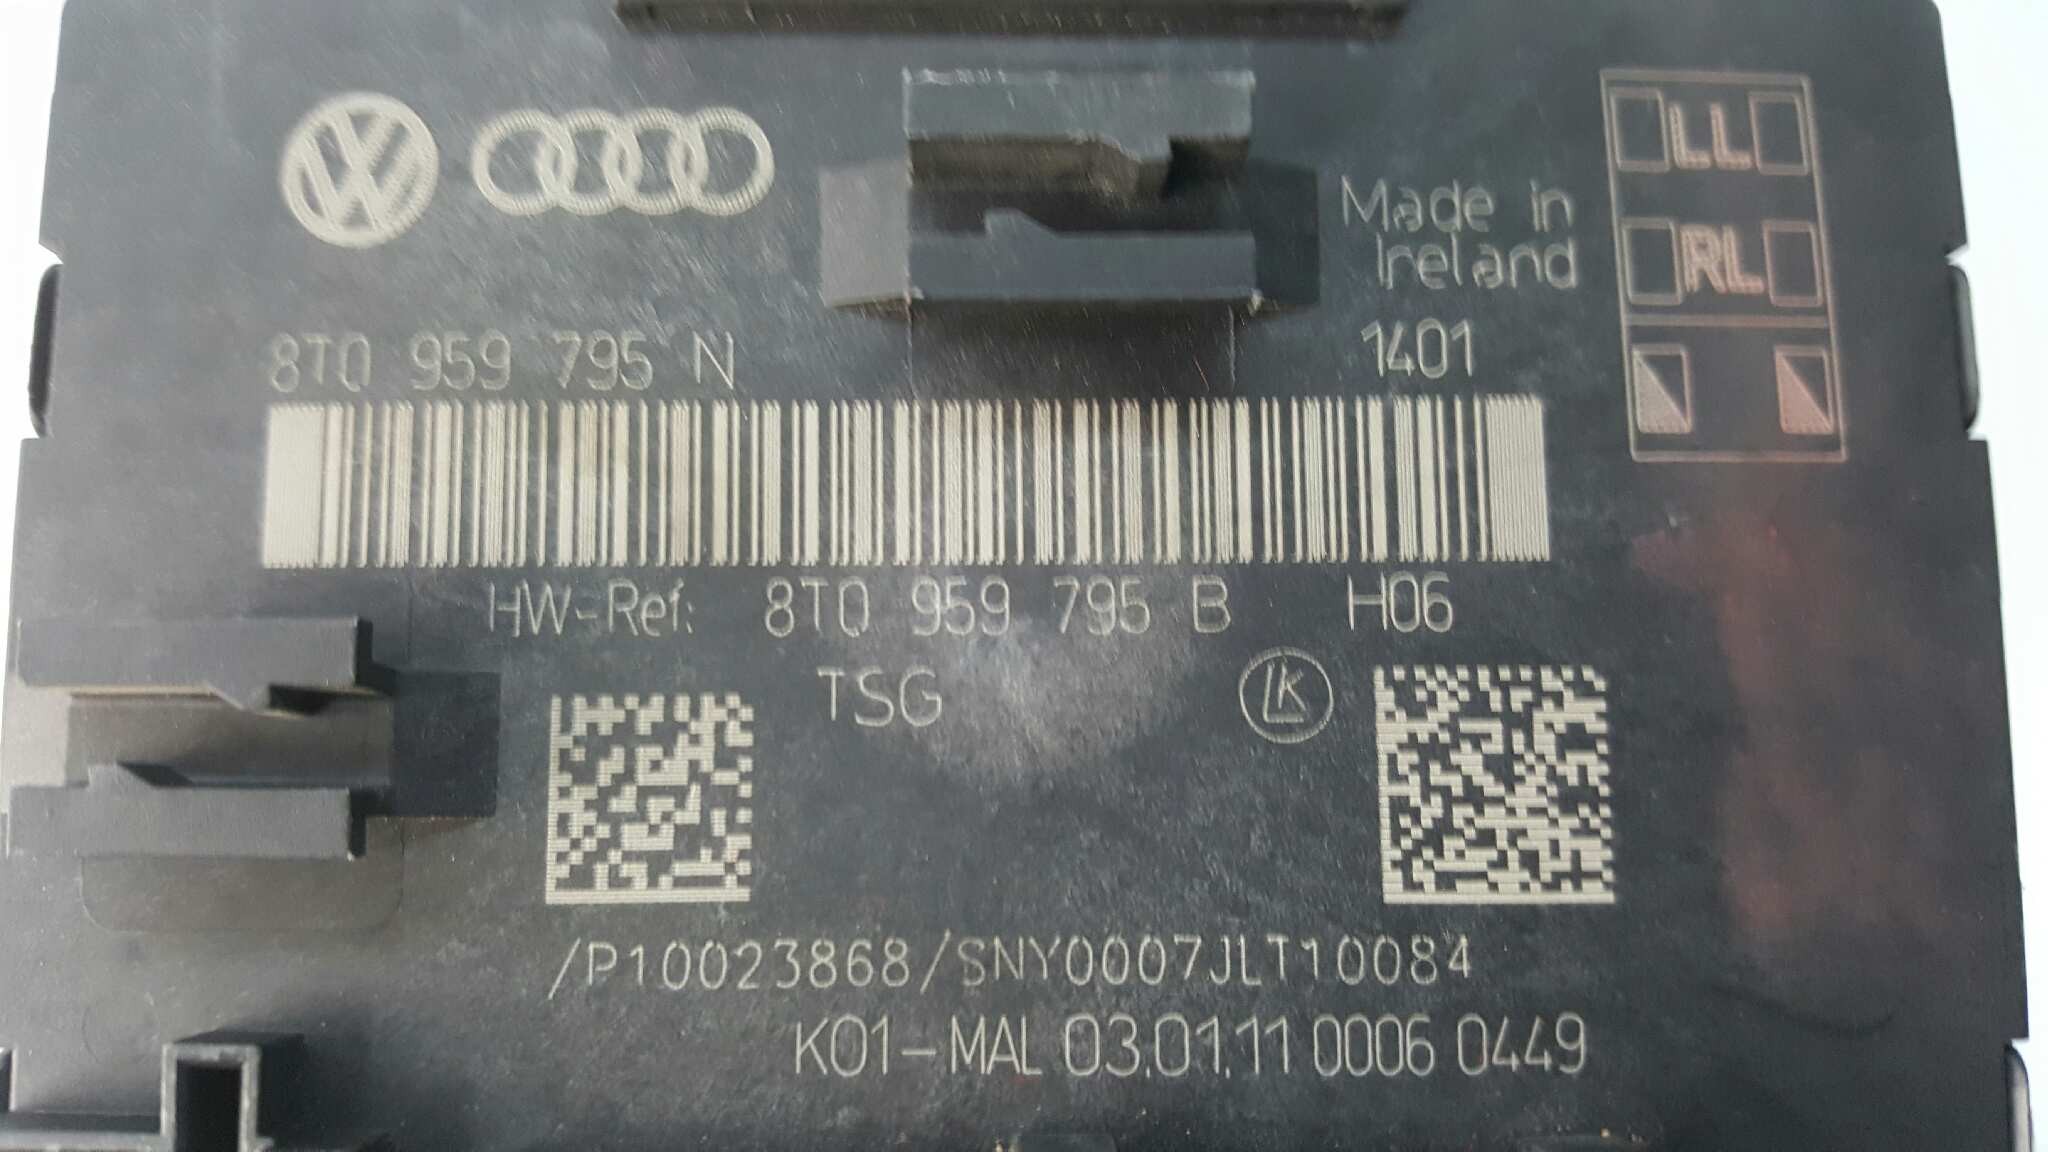 LL
Made in
Ireland
RL
8T0 959 795 N
1401
HW-Ref: 8T0 959 795 B H06
TSG
LK
/P10023868/SNY0007JLT10084
K01-MAL 03.01.11 0006 0449